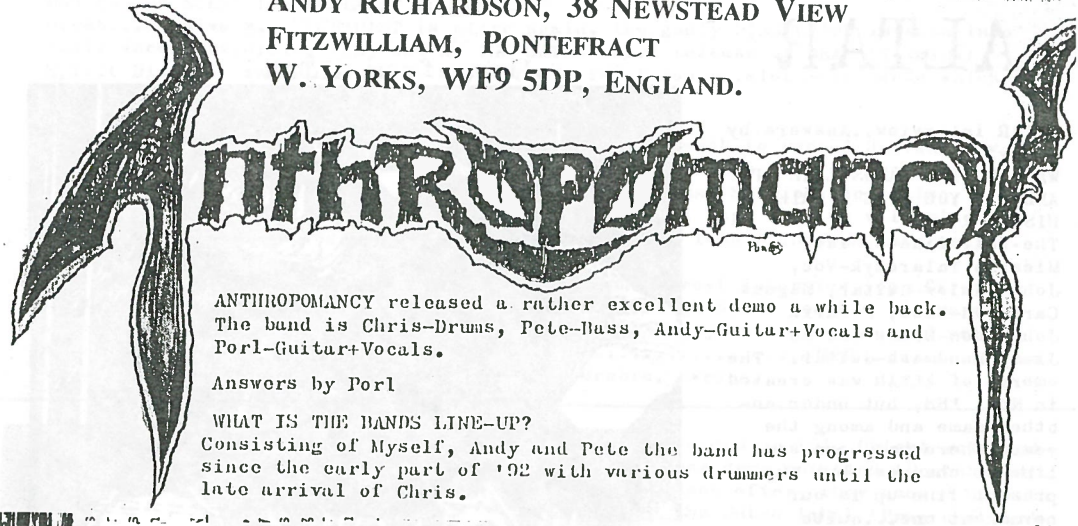 ANDY RICHARDSON, 38 NEWSTEAD VIEW
FITZWILLIAM, PONTEFRACT
W. YORKS, WF9 5DP, ENGLAND.
AnthRopomancy
ANTHROPOMANCY released a rather excellent demo a while back.
The band is Chris-Drums, Pete-Bass, Andy-Guitar+Vocals and
Porl-Guitar+Vocals.
Answers by Porl
WHAT IS THE BANDS LINE-UP?
Consisting of Myself, Andy and Pete the band has progressed
since the early part of '92 with various drummers until the
late arrival of Chris.